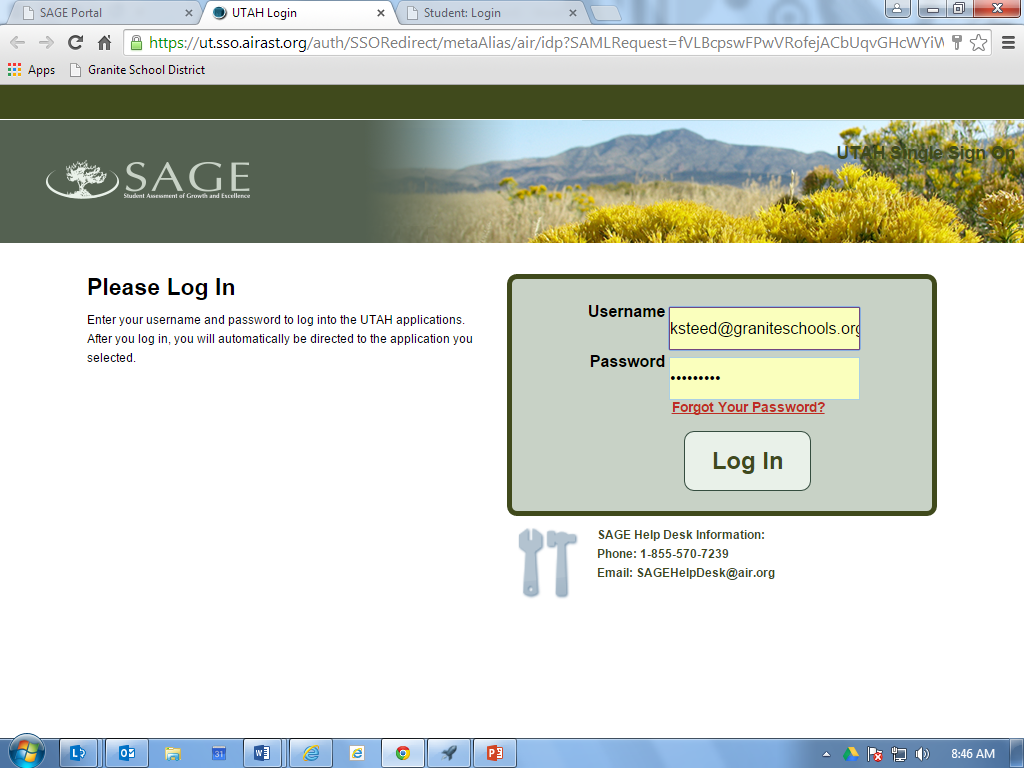 SAGE Portal
UTAH Login
Student: Login
https://ut.sso.airast.org/auth/SSORedirect/metaAlias/air/idp?SAMLRequest=fVLBcpswFPwVRofejACbUqvGHcWYiW
Apps
Granite School District
SAGE
Student Assessment of Growth and Excellence
UTAH Single Sign On
Please Log In
Enter your username and password to log into the UTAH applications.
After you log in, you will automatically be directed to the application you
selected.
Username
ksteed@graniteschools.org
Password
•••••••••
Forgot Your Password?
Log In
SAGE Help Desk Information:
Phone: 1-855-570-7239
Email: SAGEHelpDesk@air.org
31
8:46 AM